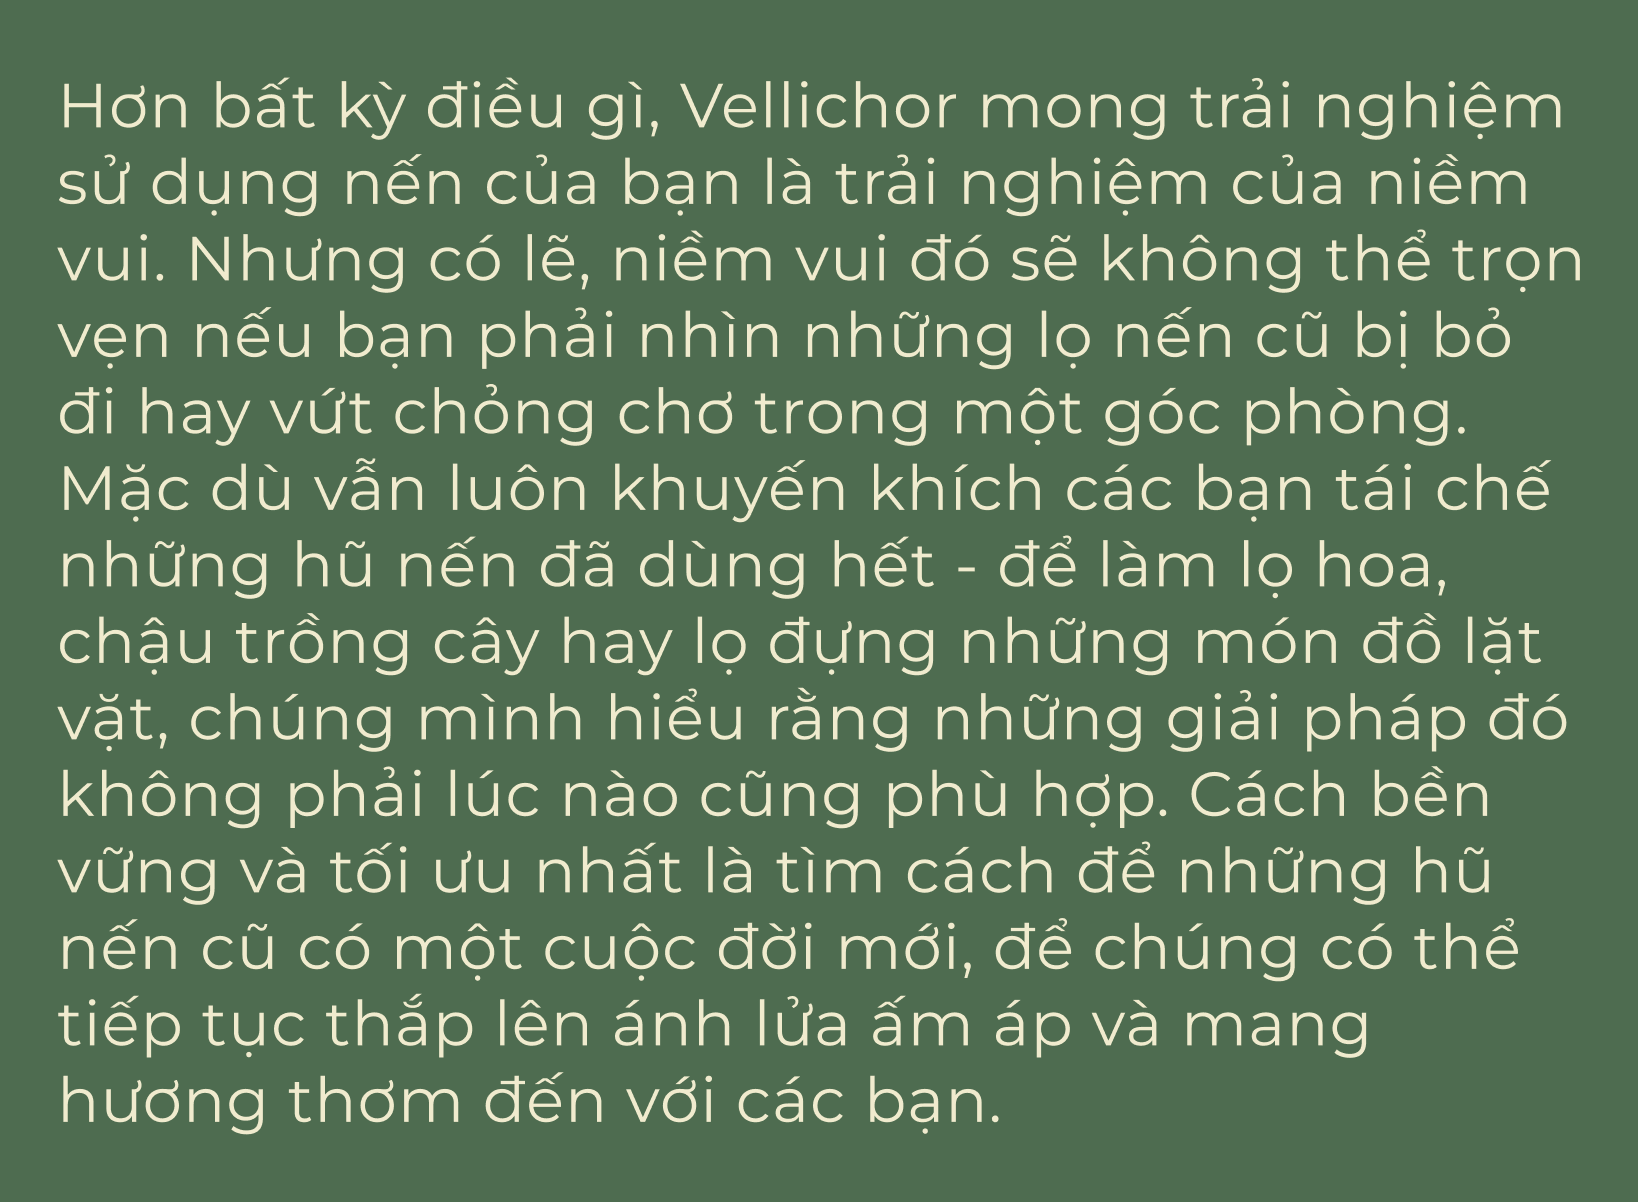 Hơn bất kỳ điều gì, Vellichor mong trải nghiệm
sử dụng nến của bạn là trải nghiệm của niềm
vui. Nhưng có lẽ, niềm vui đó sẽ không thể trọn
vẹn nếu bạn phải nhìn những lọ nến cũ bị bỏ
đi hay vứt chỏng chơ trong một góc phòng.
Mặc dù vẫn luôn khuyến khích các bạn tái chế
những hũ nến đã dùng hết - để làm lọ hoa,
chậu trồng cây hay lọ đựng những món đồ lặt
vặt, chúng mình hiểu rằng những giải pháp đó
không phải lúc nào cũng phù hợp. Cách bền
vững và tối ưu nhất là tìm cách để những hũ
nến cũ có một cuộc đời mới, để chúng có thể
tiếp tục thắp lên ánh lửa ấm áp và mang
hương thơm đến với các bạn.